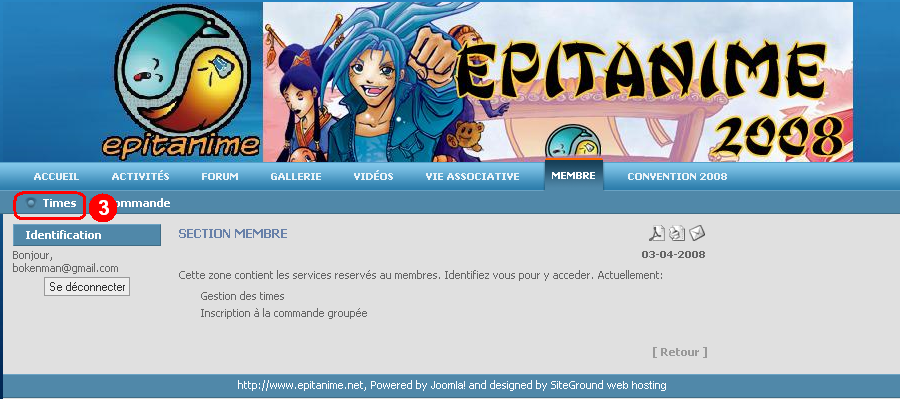 epitanime
EPITANIME
2008
ACCUEIL ACTIVITÉS FORUM GALLERIE VIDÉOS VIE ASSOCIATIVE MEMBRE CONVENTION 2008
Times 3 ommande
Identification
Bonjour,
bokenman@gmail.com
Se déconnecter
SECTION MEMBRE
03-04-2008
Cette zone contient les services reservés au membres. Identifiez vous pour y acceder. Actuellement:
Gestion des times
Inscription à la commande groupée
[ Retour ]
http://www.epitanime.net, Powered by Joomla! and designed by SiteGround web hosting